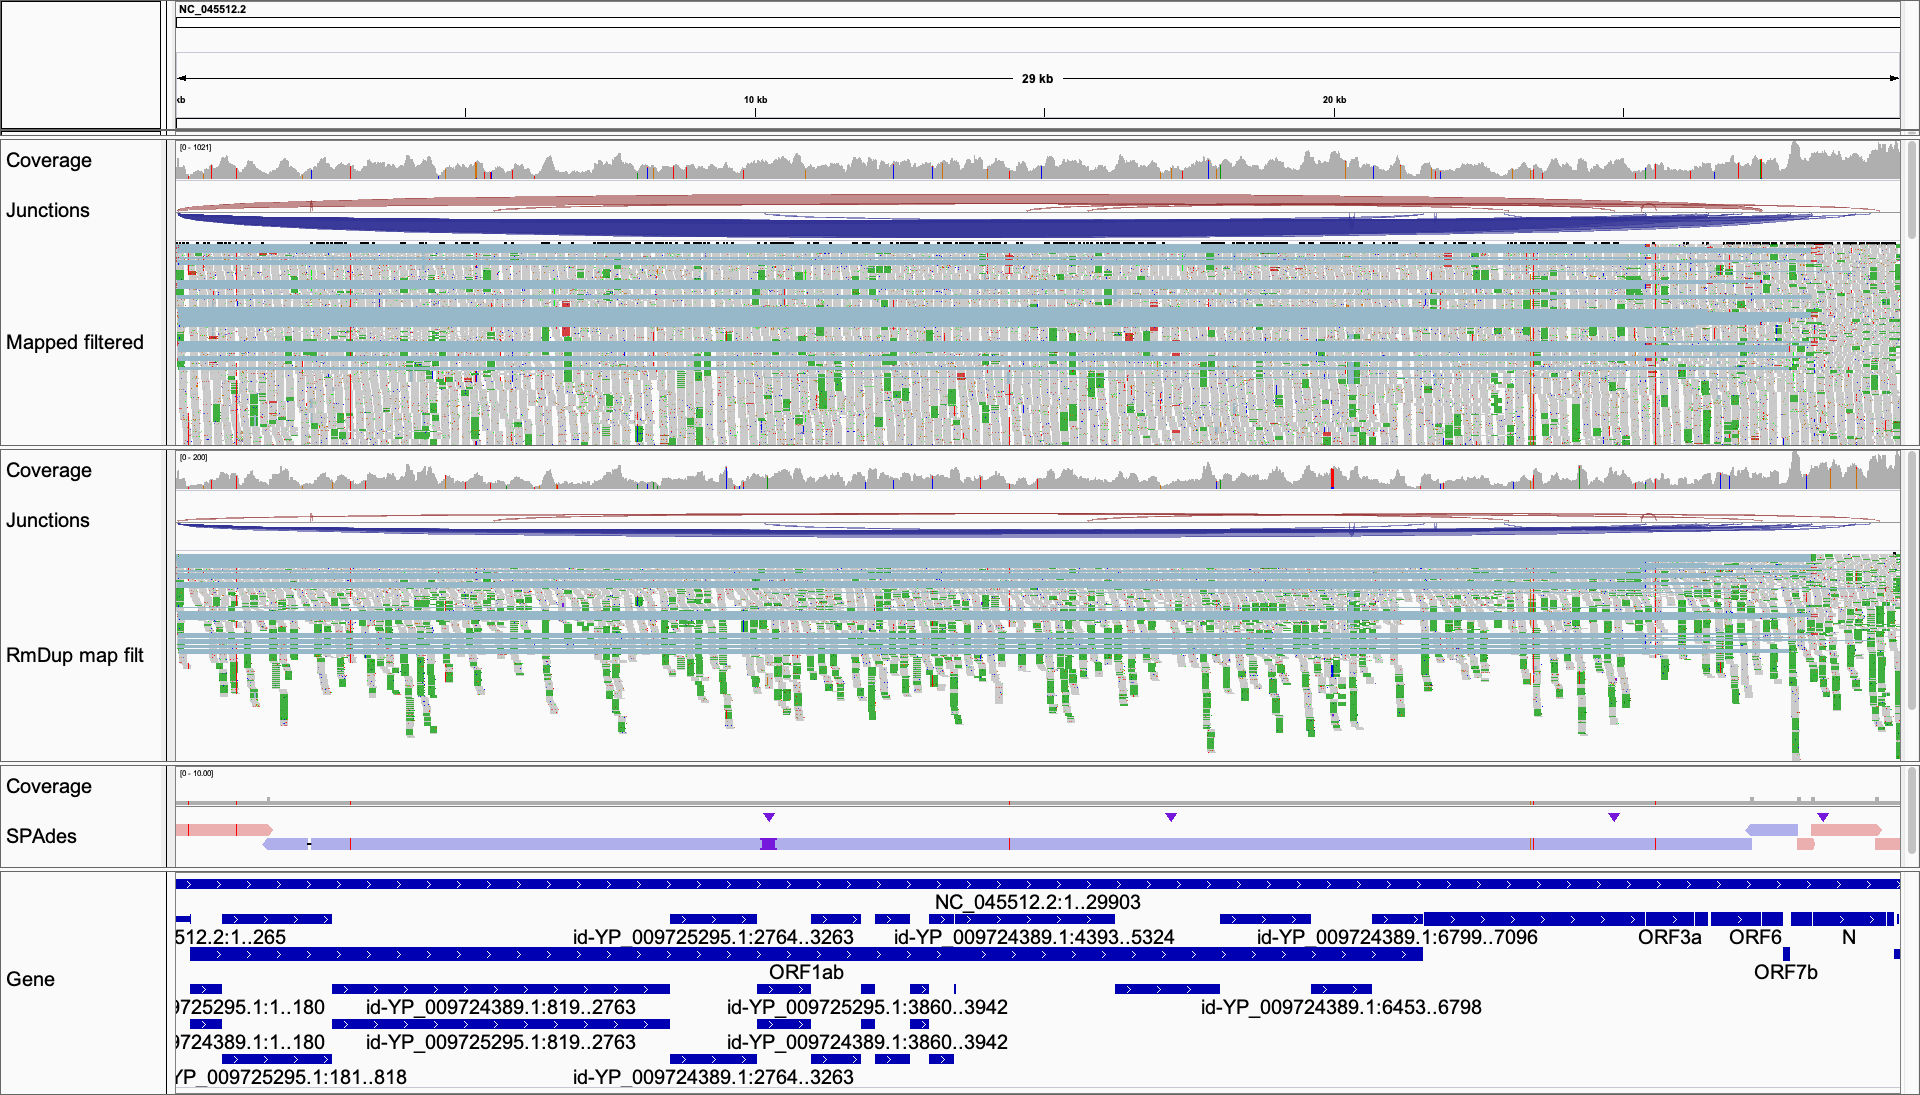 NC_045512.2
29 kb
kb
10 kb
20 kb
Coverage
[0 - 1021]
Junctions
Mapped filtered
Coverage
[0 - 200]
Junctions
RmDup map filt
Coverage
[0 - 10.00]
SPAdes
Gene
NC_045512.2:1..29903
512.2:1..265
id-YP_009725295.1:2764..3263
id-YP_009724389.1:4393..5324
id-YP_009724389.1:6799..7096
ORF3a
ORF6
N
ORF1ab
ORF7b
9725295.1:1..180
id-YP_009724389.1:819..2763
id-YP_009725295.1:3860..3942
id-YP_009724389.1:6453..6798
9724389.1:1..180
id-YP_009725295.1:819..2763
id-YP_009724389.1:3860..3942
YP_009725295.1:181..818
id-YP_009724389.1:2764..3263